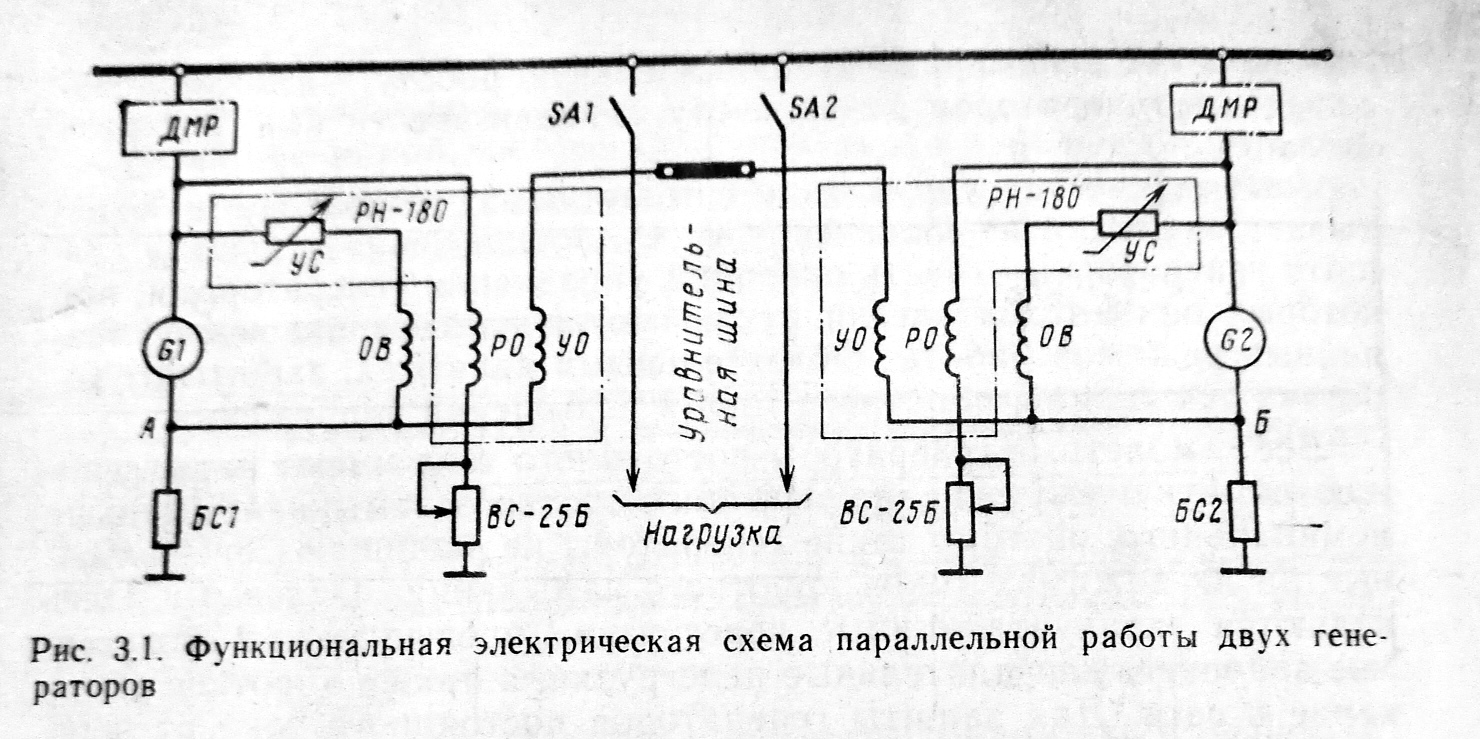 ДМР
SA1
SA2
ДМР
РН-180
УС
РН-180
УС
G1
ОВ
РО
УО
Уравнитель-
ная шина
УО
РО
ОВ
G2
А
Б
БС1
ВС-25Б
Нагрузка
ВС-25Б
БС2
Рис. 3.1. Функциональная электрическая схема параллельной работы двух гене-
раторов